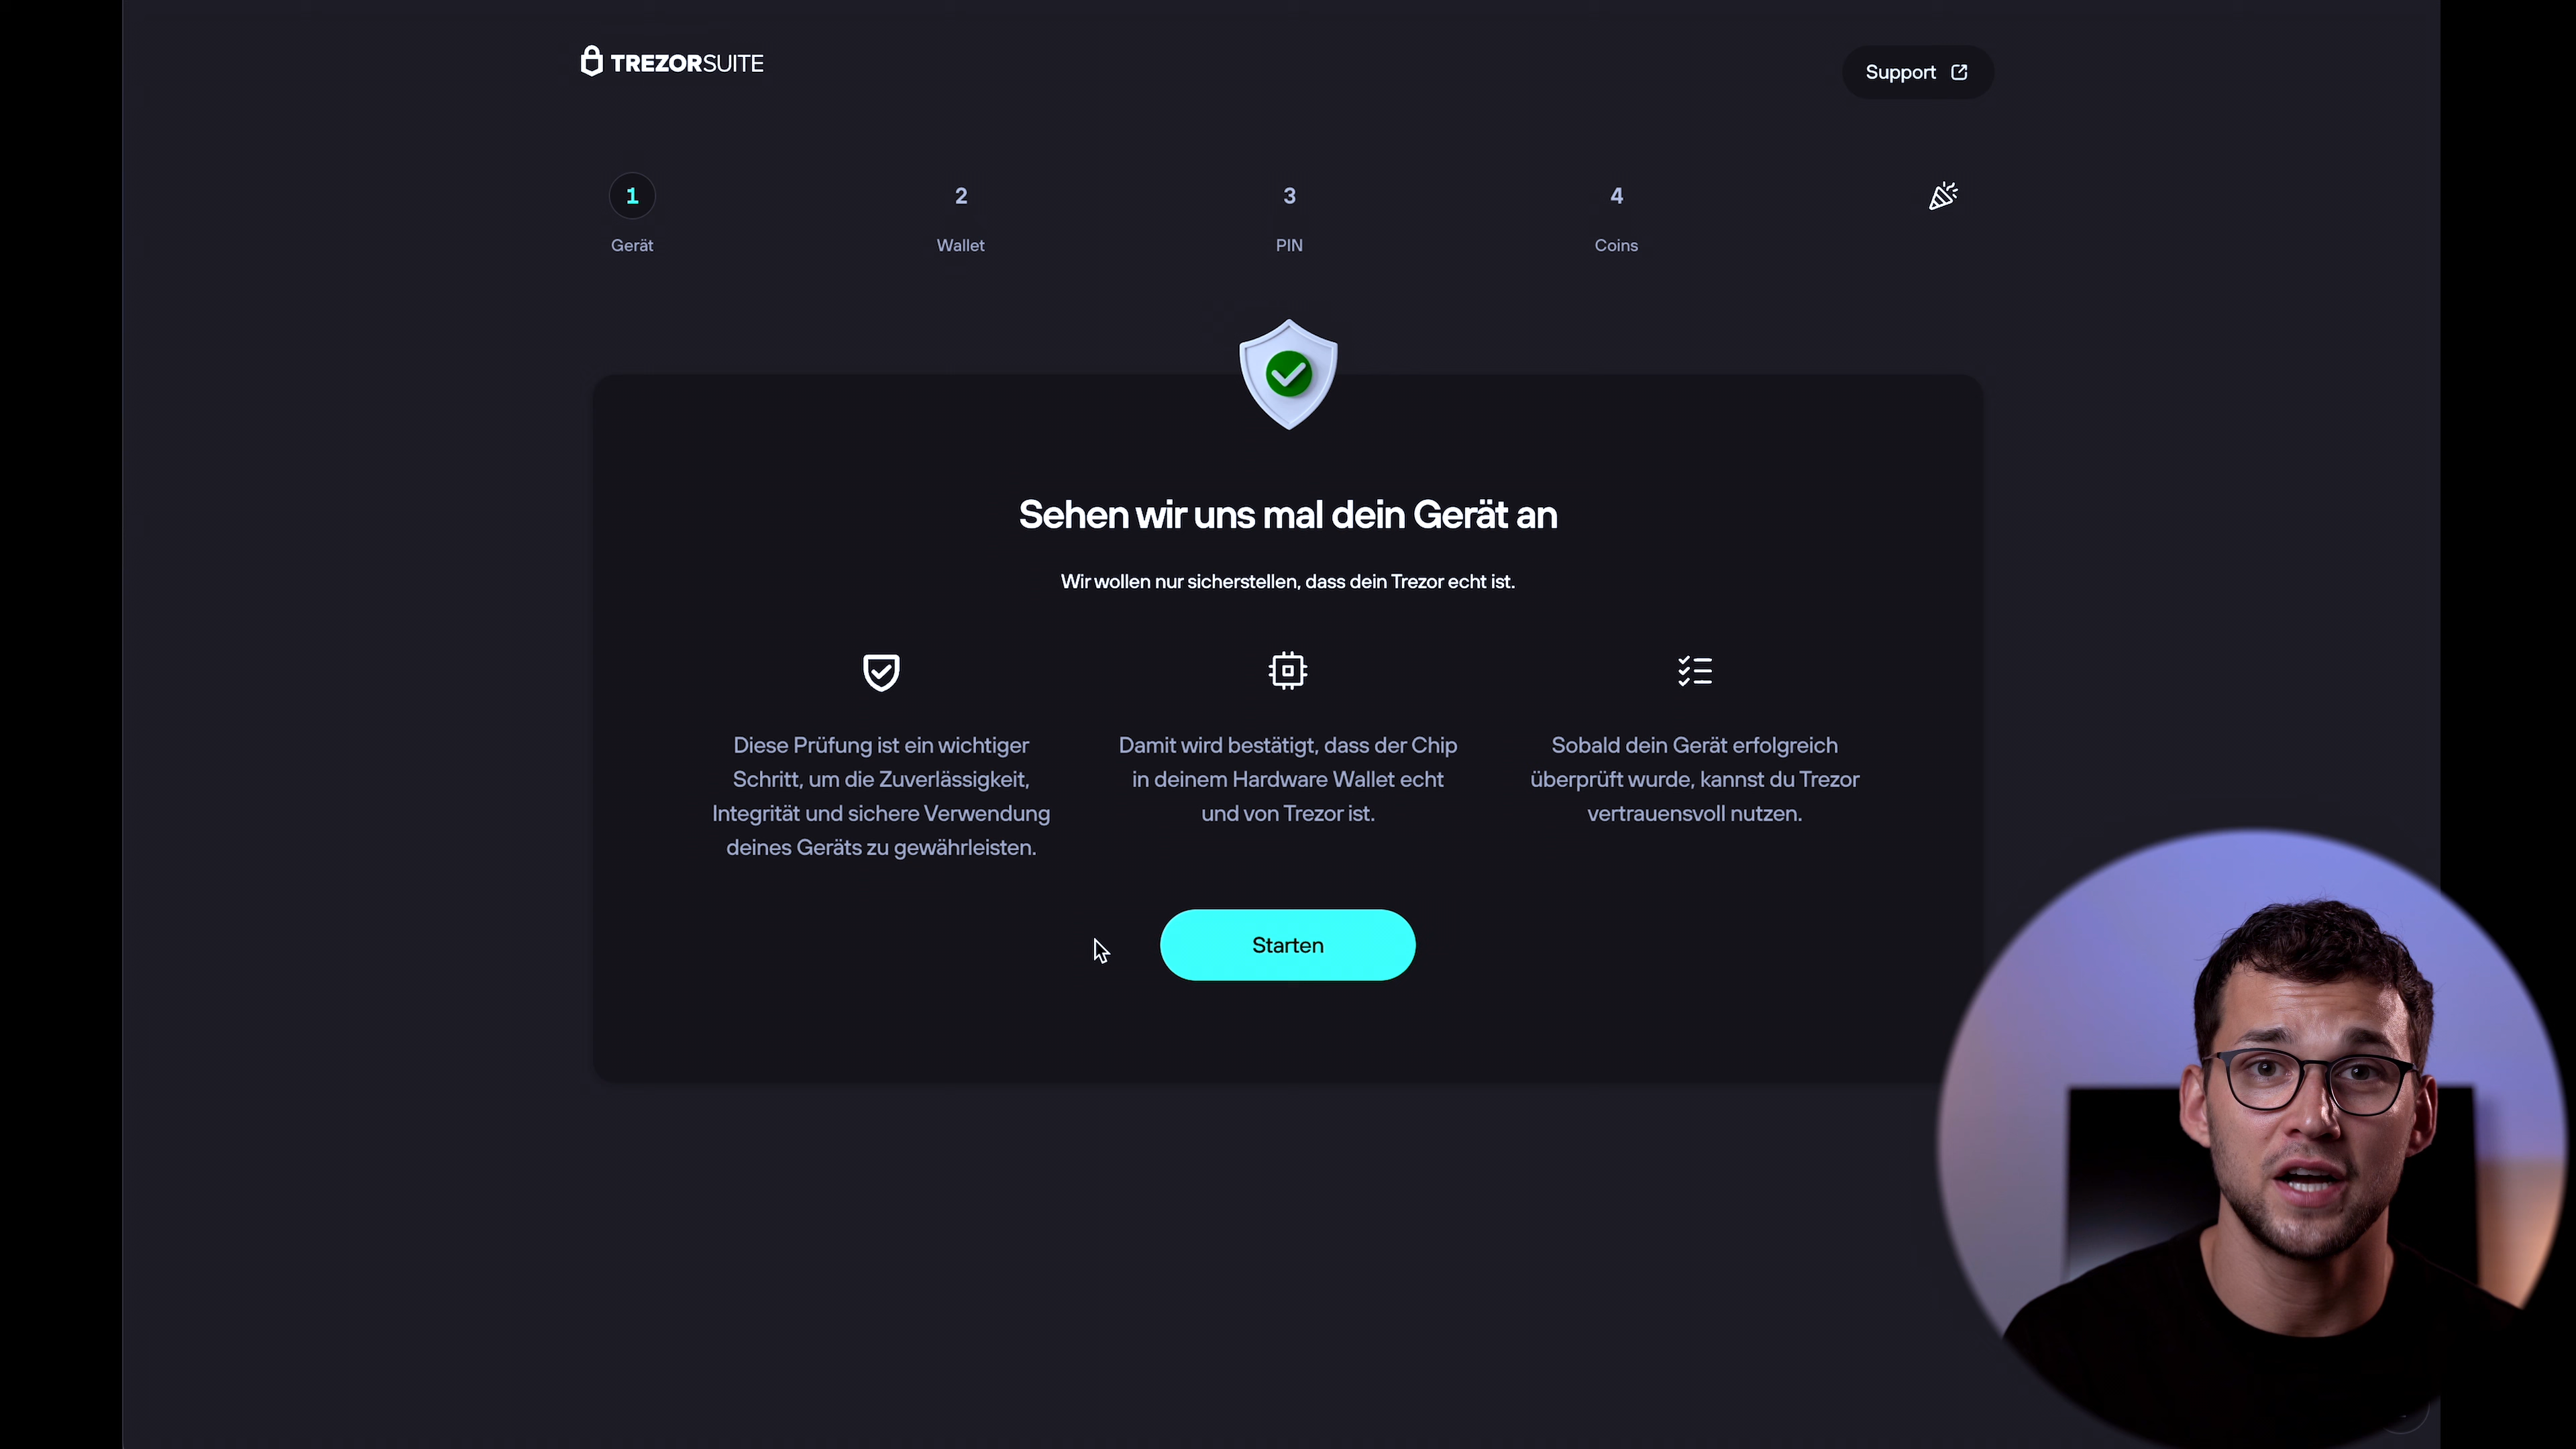 TREZORSUITE
Support
1
2
3
4
Gerät
Wallet
PIN
Coins
Sehen wir uns mal dein Gerät an
Wir wollen nur sicherstellen, dass dein Trezor echt ist.
Diese Prüfung ist ein wichtiger
Schritt, um die Zuverlässigkeit,
Integrität und sichere Verwendung
deines Geräts zu gewährleisten.
Damit wird bestätigt, dass der Chip
in deinem Hardware Wallet echt
und von Trezor ist.
Sobald dein Gerät erfolgreich
überprüft wurde, kannst du Trezor
vertrauensvoll nutzen.
Starten